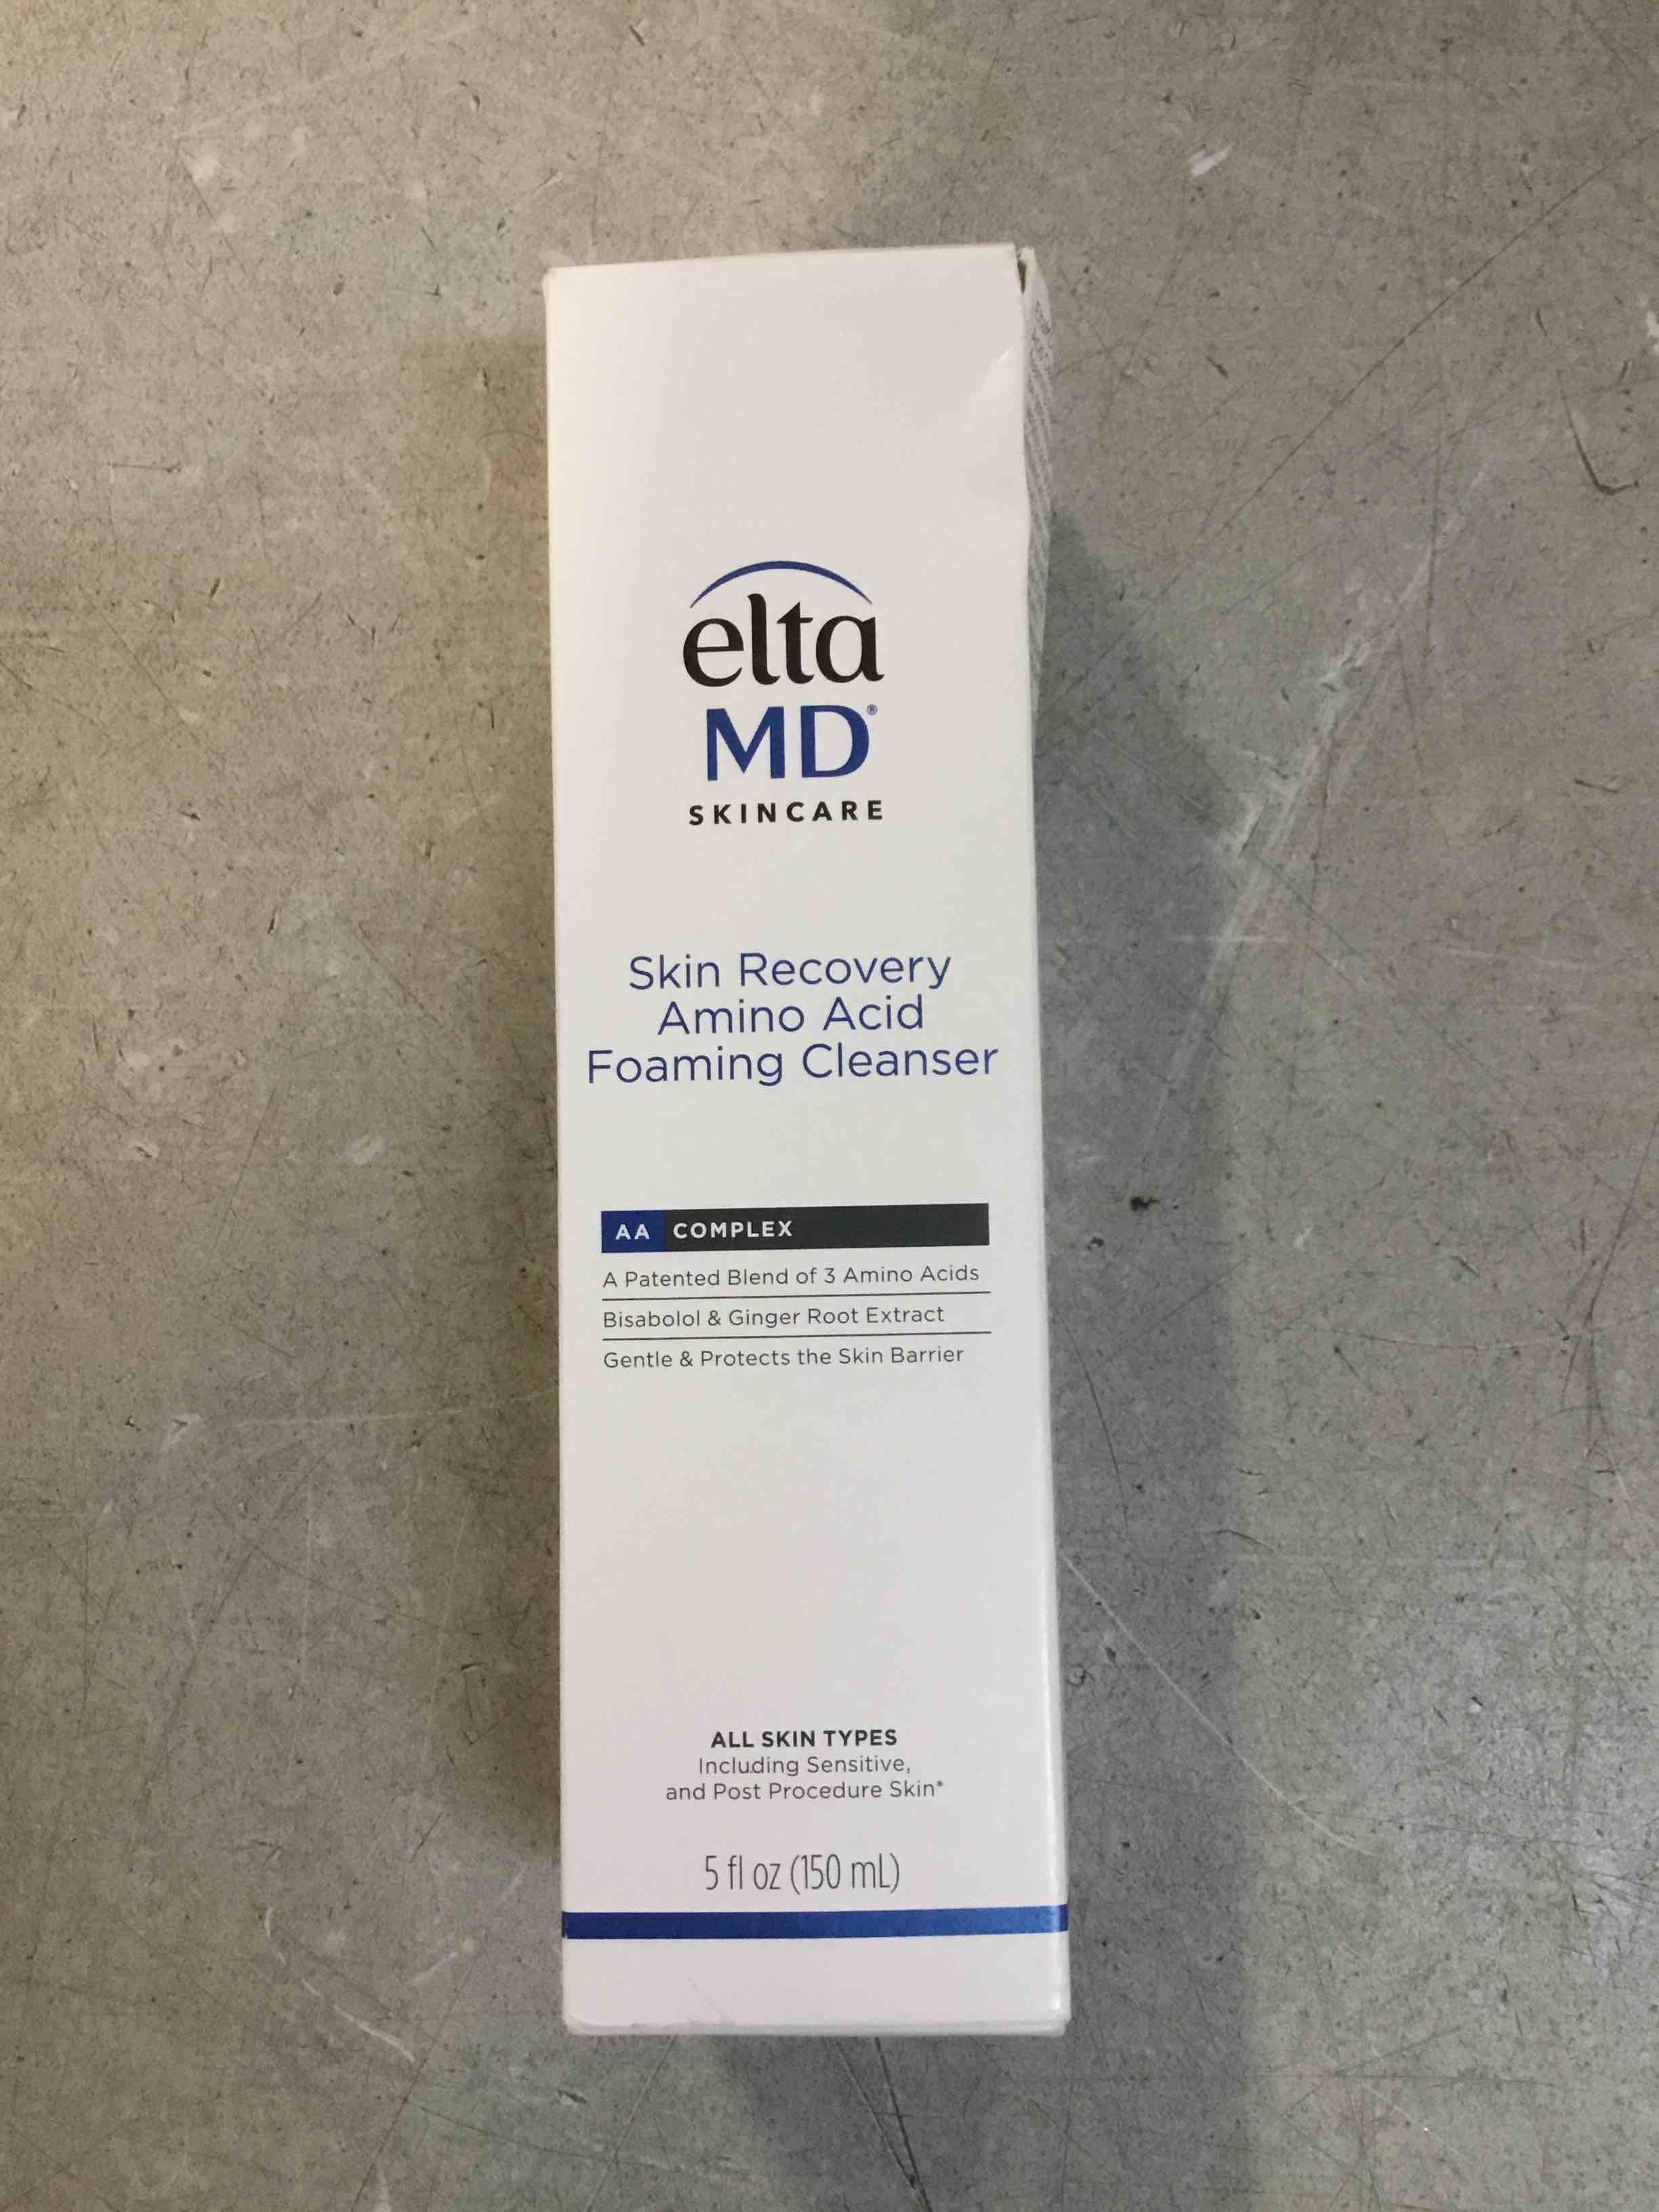 elta
MD®
SKINCARE
Skin Recovery
Amino Acid
Foaming Cleanser
AA COMPLEX
A Patented Blend of 3 Amino Acids
Bisabolol & Ginger Root Extract
Gentle & Protects the Skin Barrier
ALL SKIN TYPES
Including Sensitive,
and Post Procedure Skin*
5 fl oz (150 mL)